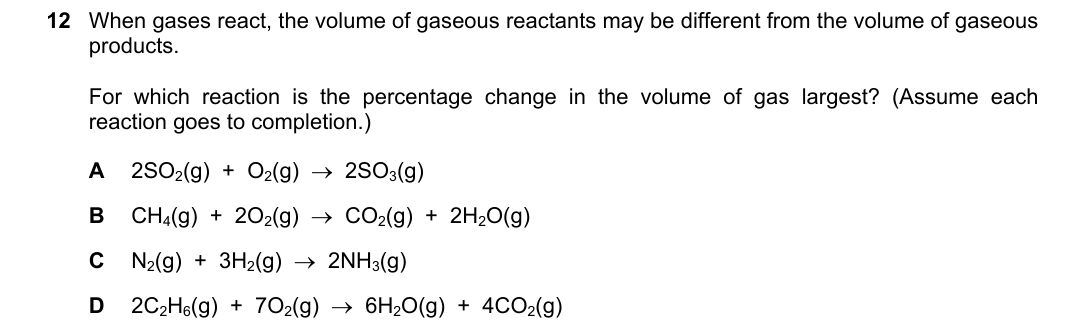 12 When gases react, the volume of gaseous reactants may be different from the volume of gaseous
products.
For which reaction is the percentage change in the volume of gas largest? (Assume each
reaction goes to completion.)
A 2SO₂(g) + O₂(g) → 2SO₃(g)
B CH₄(g) + 2O₂(g) → CO₂(g) + 2H₂O(g)
C N₂(g) + 3H₂(g) → 2NH₃(g)
D 2C₂H₆(g) + 7O₂(g) → 6H₂O(g) + 4CO₂(g)